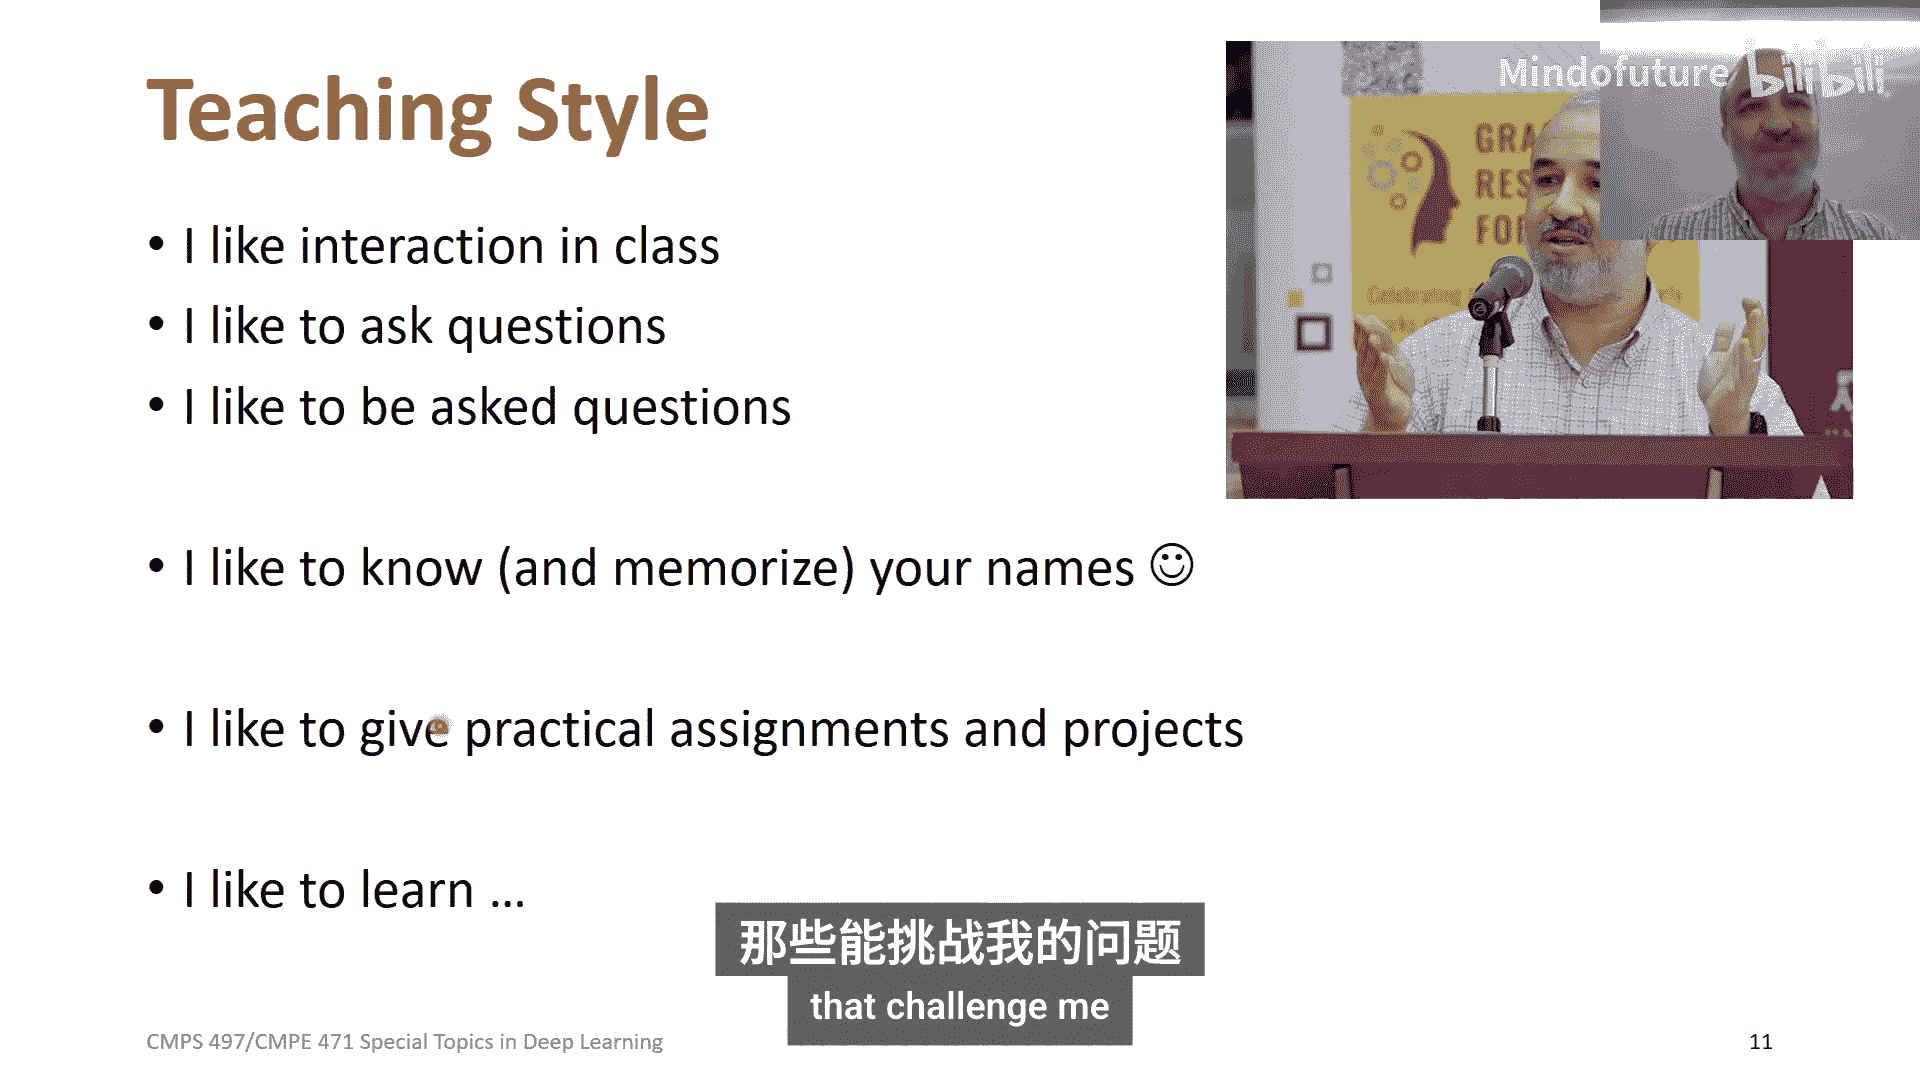 Teaching Style
Mindofuture bilibili
• I like interaction in class
• I like to ask questions
• I like to be asked questions
• I like to know (and memorize) your names ☺
• I like to give practical assignments and projects
• I like to learn ...
那些能挑战我的问题
that challenge me
CMPS 497/CMPE 471 Special Topics in Deep Learning
11